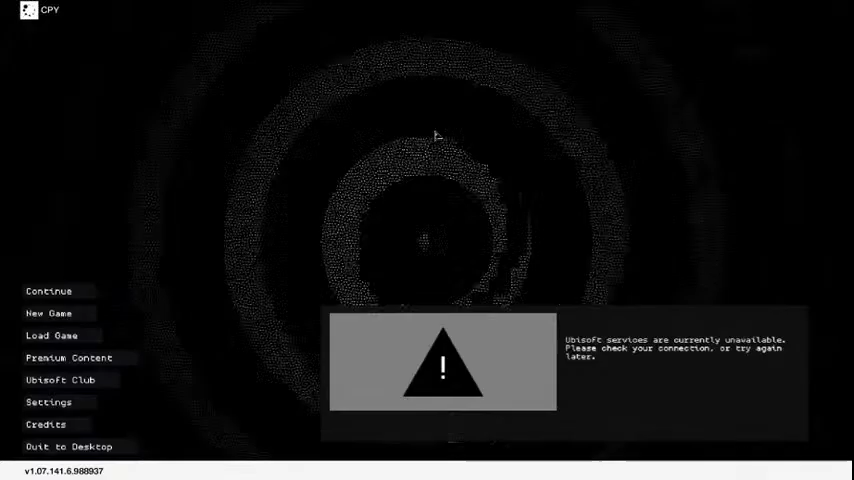 CPY
Continue
New Game
Load Game
Premium Content
Ubisoft Club
Settings
Credits
Quit to Desktop
Ubisoft services are currently unavailable.
Please check your connection, or try again
later.
!
v1.07.141.6.988937